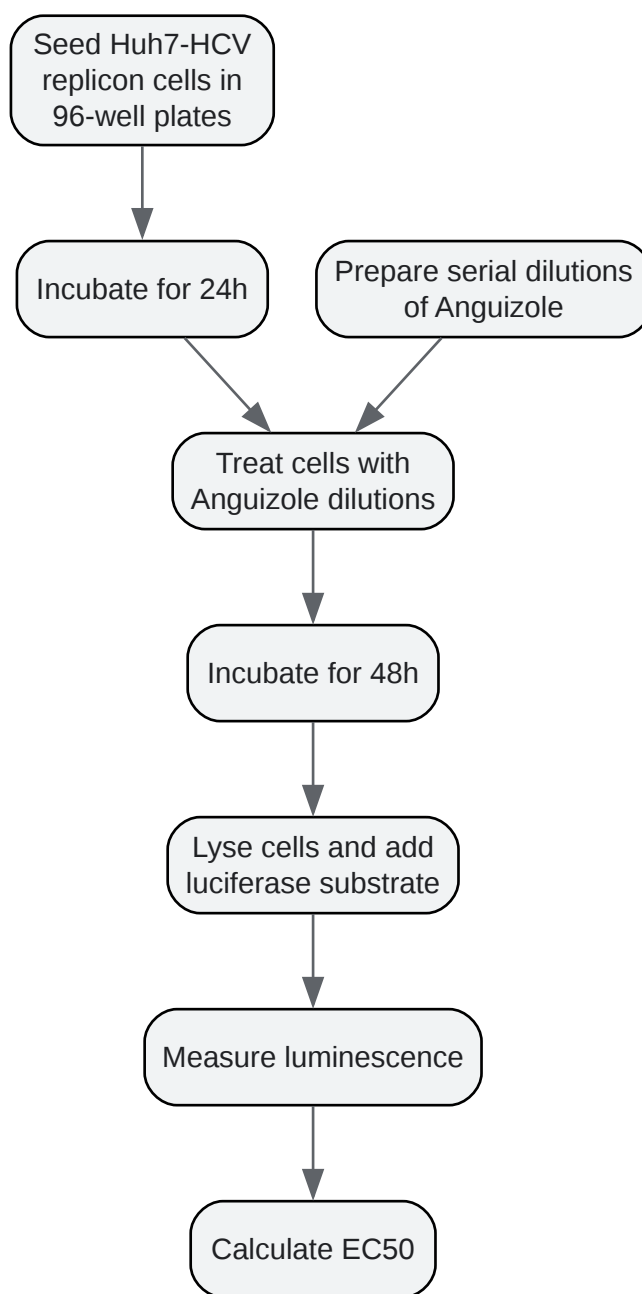 Seed Huh7-HCV
replicon cells in
96-well plates
Incubate for 24h
Prepare serial dilutions
of Anguizole
Treat cells with
Anguizole dilutions
Incubate for 48h
Lyse cells and add
luciferase substrate
Measure luminescence
Calculate EC50